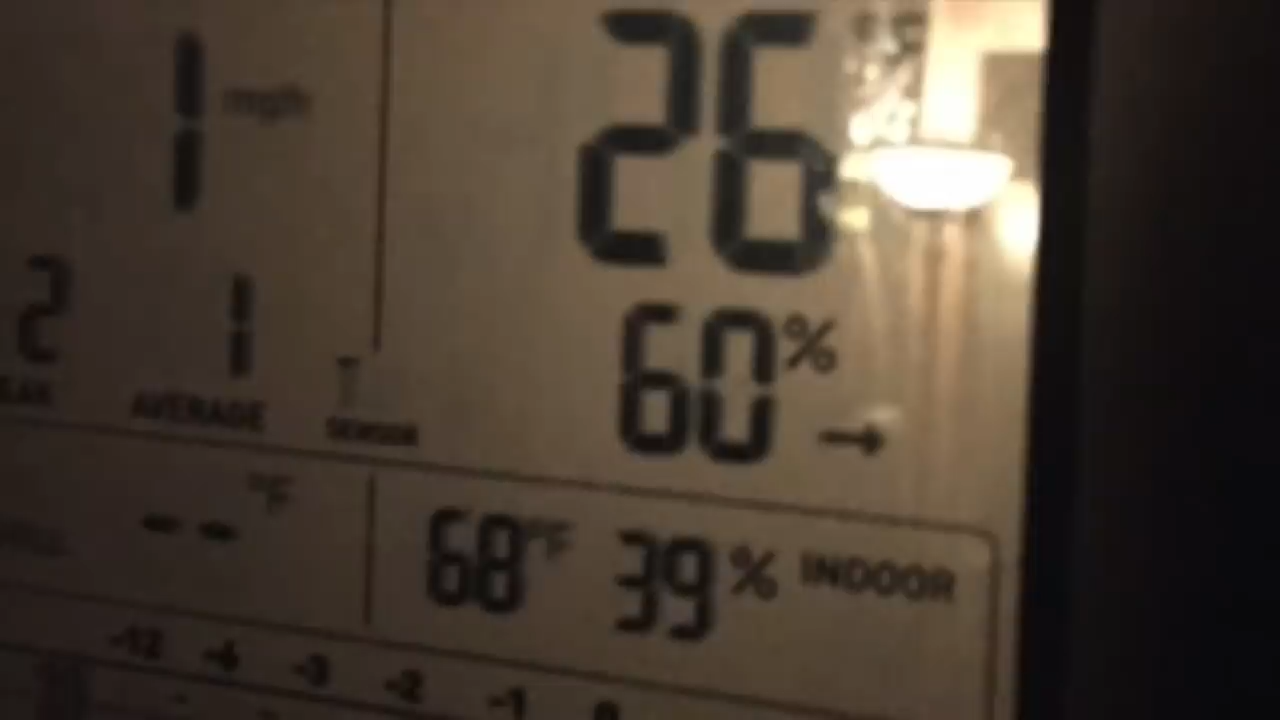 26 °F
1 mph
60 %
2 1
AVERAGE SENSOR
→
-- °F
68 °F 39 % INDOOR
-12 -6 -3 -2 -1 0